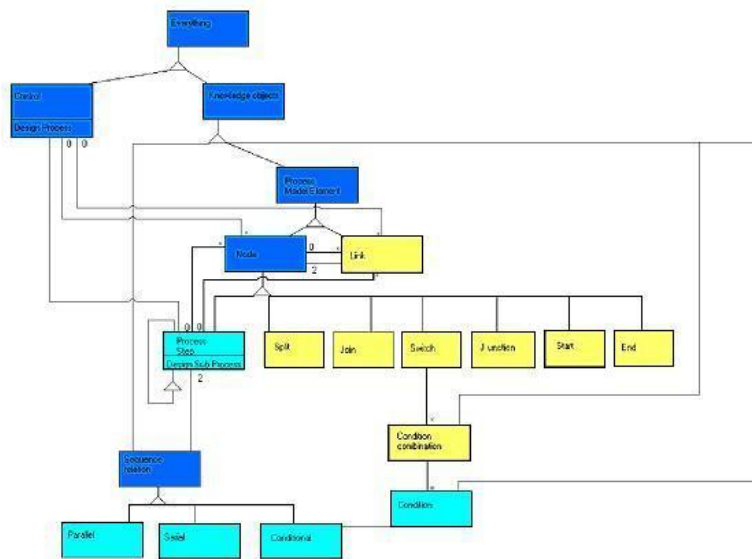 Everything
Control
Design Process
Knowledge objects
0 0
Process
Model Element
* *
Node
* 0 *
2
Link
*
* 0 0
Process
Step
Design Sub Process
2
Split
Join
Switch
Junction
Start
End
*
Condition
combination
*
Sequence
relation
Condition
Parallel
Serial
Conditional